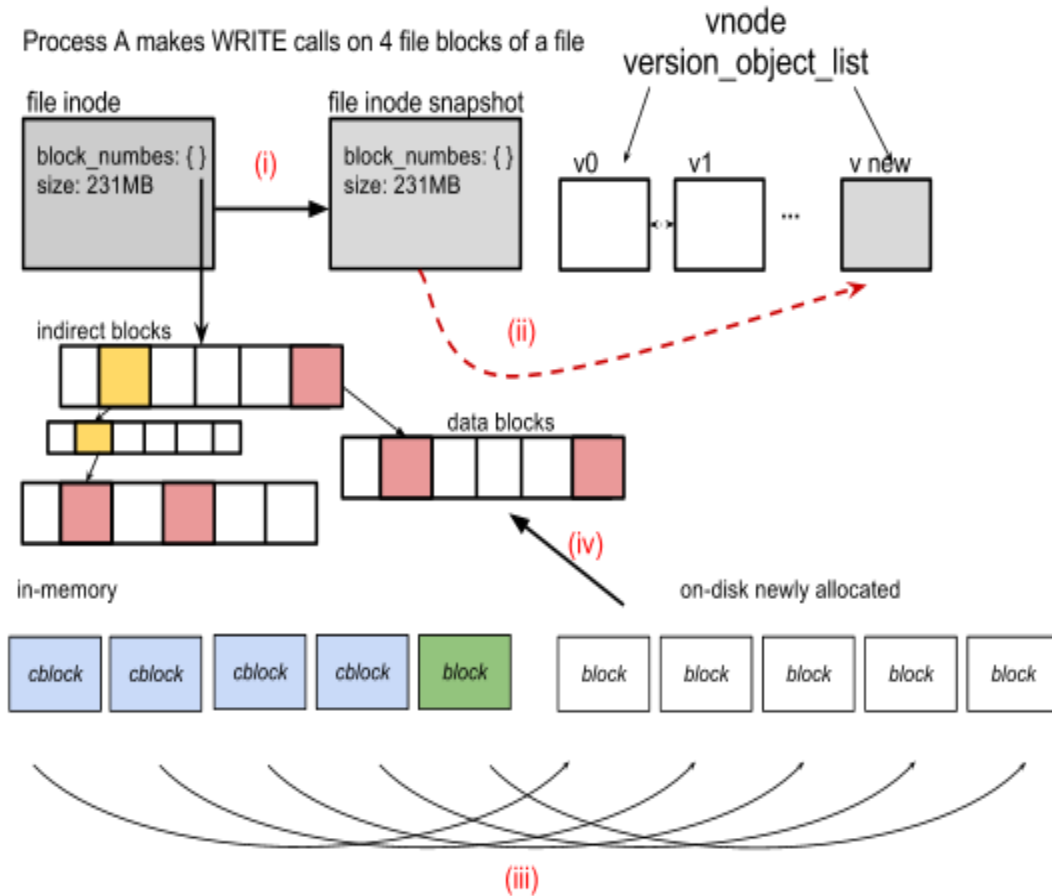 Process A makes WRITE calls on 4 file blocks of a file
vnode
version_object_list
file inode
block_numbes: { }
size: 231MB
(i)
file inode snapshot
block_numbes: { }
size: 231MB
v0
v1
...
v new
(ii)
indirect blocks
data blocks
(iv)
in-memory
on-disk newly allocated
cblock
cblock
cblock
cblock
block
block
block
block
block
block
(iii)